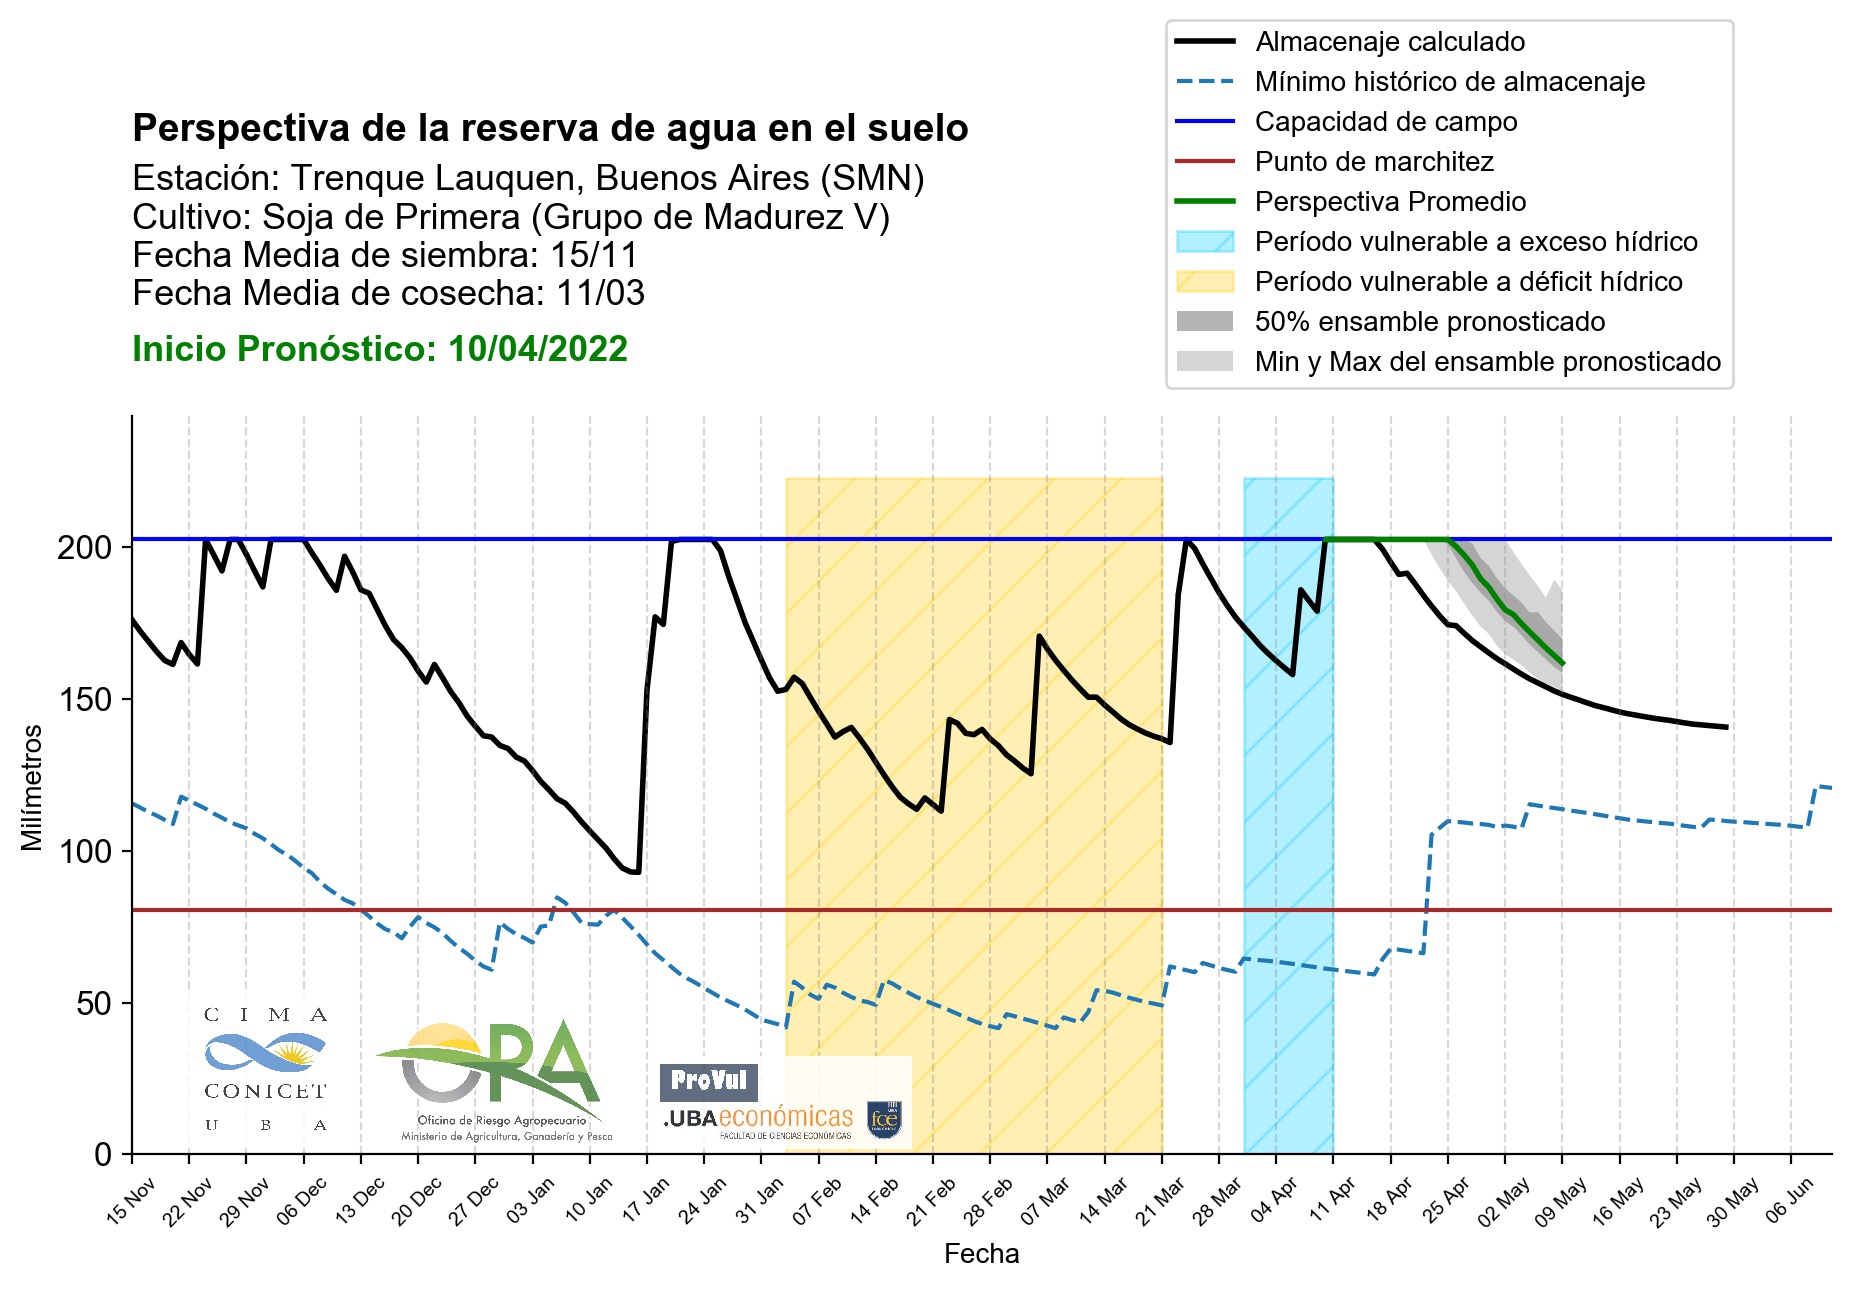 Almacenaje calculado
Mínimo histórico de almacenaje
Capacidad de campo
Punto de marchitez
Perspectiva Promedio
Período vulnerable a exceso hídrico
Período vulnerable a déficit hídrico
50% ensamble pronosticado
Min y Max del ensamble pronosticado
Perspectiva de la reserva de agua en el suelo
Estación: Trenque Lauquen, Buenos Aires (SMN)
Cultivo: Soja de Primera (Grupo de Madurez V)
Fecha Media de siembra: 15/11
Fecha Media de cosecha: 11/03
Inicio Pronóstico: 10/04/2022
Milímetros
200
150
100
50
0
CIMA
CONICET
UBA
ORA
Oficina de Riesgo Agropecuario
Ministerio de Agricultura, Ganadería y Pesca
ProVul
.UBAeconómicas
FACULTAD DE CIENCIAS ECONÓMICAS
fce
15 Nov
22 Nov
29 Nov
06 Dec
13 Dec
20 Dec
27 Dec
03 Jan
10 Jan
17 Jan
24 Jan
31 Jan
07 Feb
14 Feb
21 Feb
28 Feb
07 Mar
14 Mar
21 Mar
28 Mar
04 Apr
11 Apr
18 Apr
25 Apr
02 May
09 May
16 May
23 May
30 May
06 Jun
Fecha